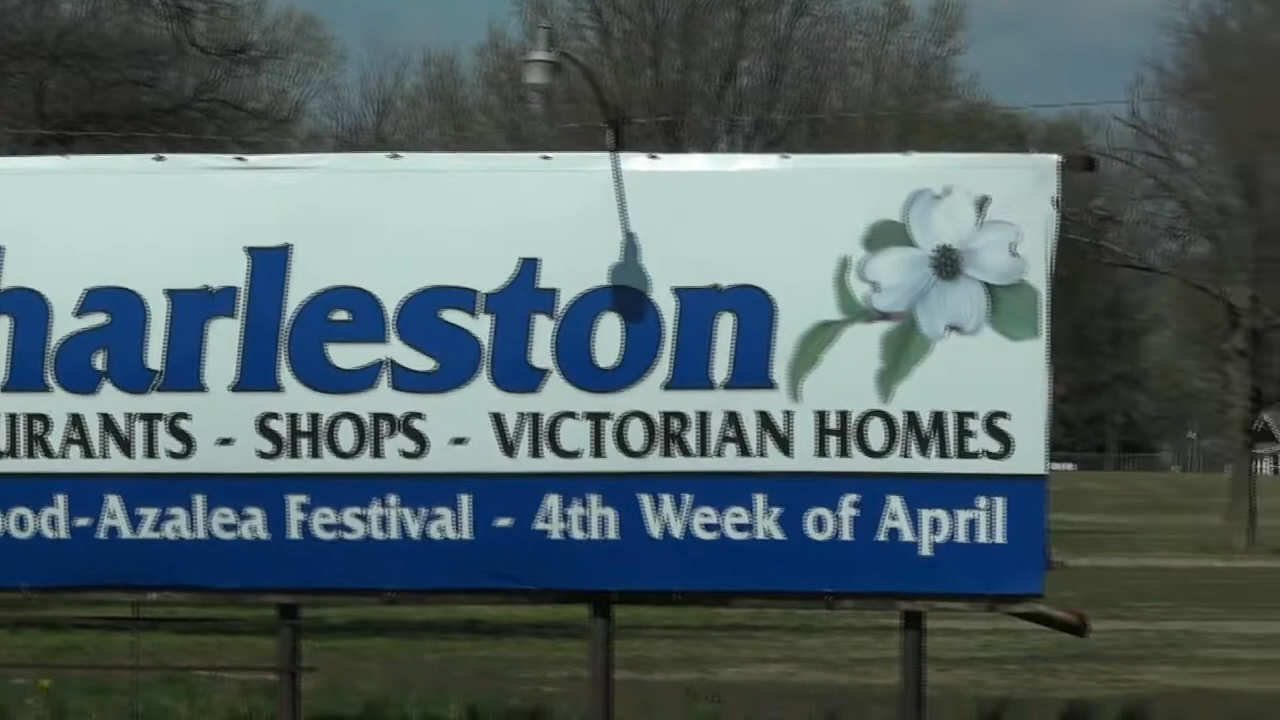 harleston
URANTS - SHOPS - VICTORIAN HOMES
ood-Azalea Festival - 4th Week of April